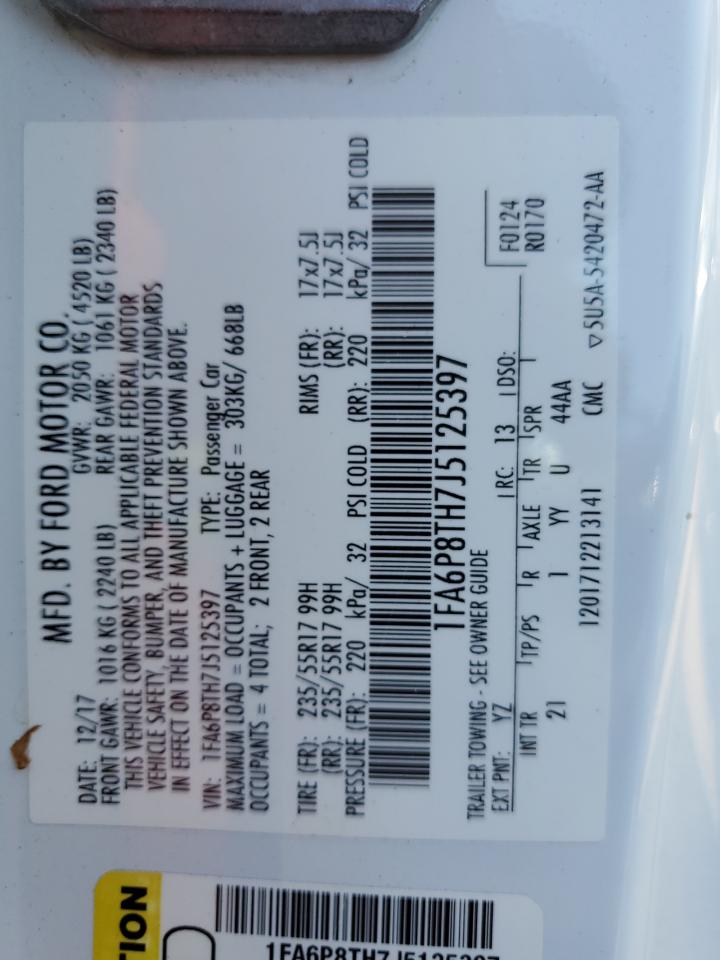 MFD. BY FORD MOTOR CO.
DATE: 12/17 GVWR: 2050 KG ( 4520 LB)
FRONT GAWR: 1016 KG ( 2240 LB) REAR GAWR: 1061 KG ( 2340 LB)
THIS VEHICLE CONFORMS TO ALL APPLICABLE FEDERAL MOTOR
VEHICLE SAFETY, BUMPER, AND THEFT PREVENTION STANDARDS
IN EFFECT ON THE DATE OF MANUFACTURE SHOWN ABOVE.
VIN: 1FA6P8TH7J5125397 TYPE: Passenger Car
MAXIMUM LOAD = OCCUPANTS + LUGGAGE = 303KG/ 668LB
OCCUPANTS = 4 TOTAL; 2 FRONT, 2 REAR
TIRE (FR): 235/55R17 99H RIMS (FR): 17x7.5J
(RR): 235/55R17 99H (RR): 17x7.5J
PRESSURE (FR): 220 kPa/ 32 PSI COLD (RR): 220 kPa/ 32 PSI COLD
1FA6P8TH7J5125397
TRAILER TOWING - SEE OWNER GUIDE
EXT PNT: YZ RC: 13 DSO: F0124
R0170
INT TR TP/PS R AXLE TR SPR
21 1 YY U 44AA
1201712213141 CMC ▽5U5A-5420472-AA
TION
1FA6P8TH7J5125397